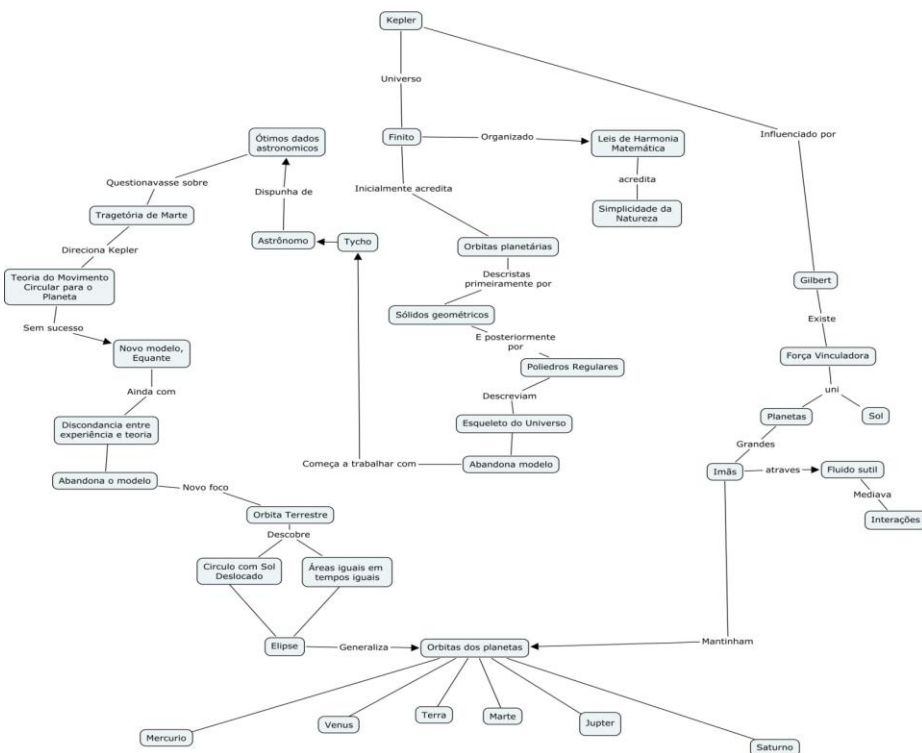 Kepler
Universo
Influenciado por
Ótimos dados
astronomicos
Finito
Organizado
Leis de Harmonia
Matemática
Questionavasse sobre
Dispunha de
Inicialmente acredita
acredita
Tragetória de Marte
Simplicidade da
Natureza
Astrônomo
Tycho
Orbitas planetárias
Direciona Kepler
Descristas
primeiramente por
Teoria do Movimento
Circular para o
Planeta
Gilbert
Sólidos geométricos
Existe
Sem sucesso
E posteriormente
por
Novo modelo,
Equante
Força Vinculadora
Poliedros Regulares
uni
Ainda com
Descreviam
Planetas
Sol
Discondancia entre
experiência e teoria
Esqueleto do Universo
Grandes
Começa a trabalhar com
Abandona modelo
Imãs
atraves
Fluido sutil
Abandona o modelo
Novo foco
Mediava
Orbita Terrestre
Interações
Descobre
Circulo com Sol
Deslocado
Áreas iguais em
tempos iguais
Elipse
Generaliza
Orbitas dos planetas
Mantinham
Mercurio
Venus
Terra
Marte
Jupter
Saturno